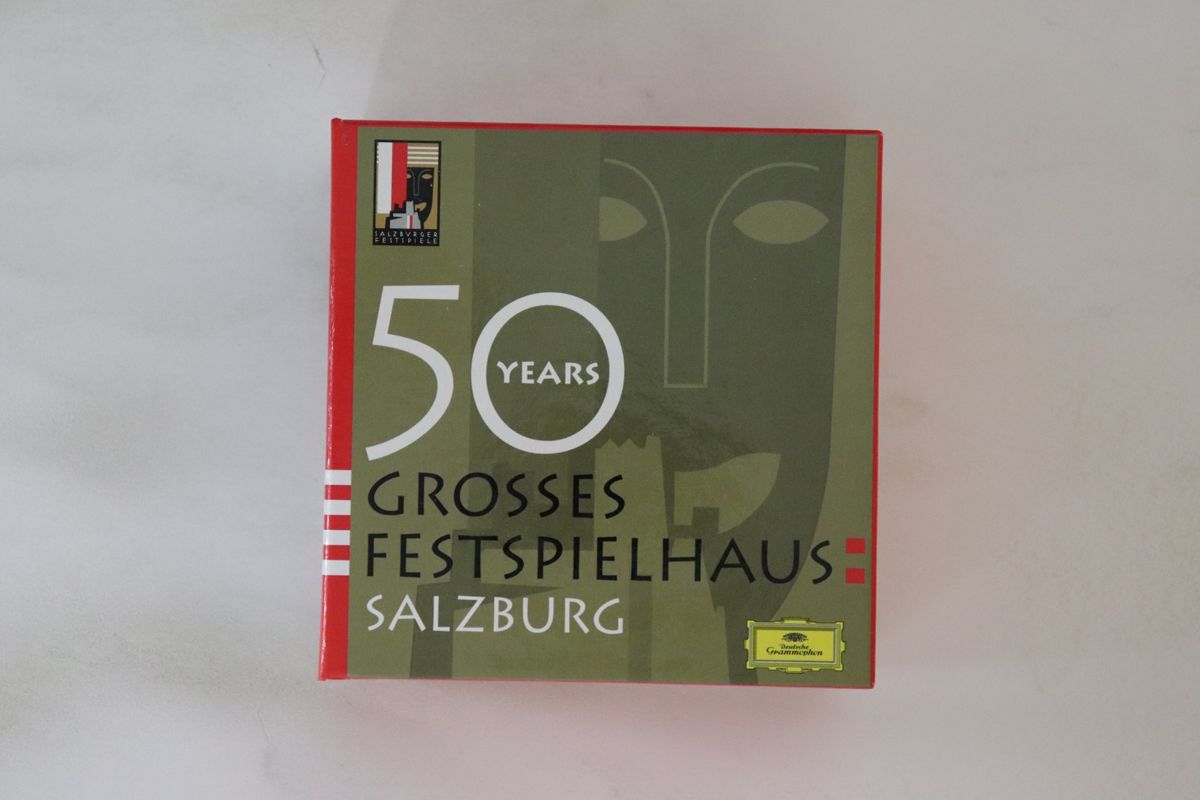 SALZBURGER
FESTSPIELE
50
YEARS
GROSSES
FESTSPIELHAUS
SALZBURG
Deutsche
Grammophon